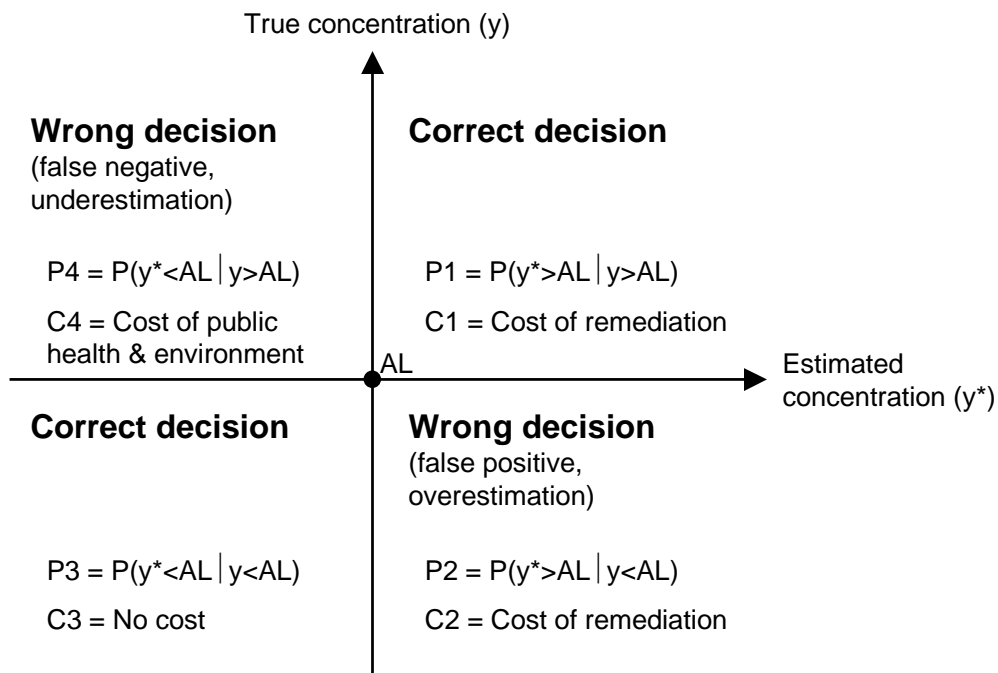 True concentration (y)
Wrong decision
(false negative,
underestimation)
P4 = P(y*<AL|y>AL)
C4 = Cost of public
health & environment
Correct decision
P1 = P(y*>AL|y>AL)
C1 = Cost of remediation
AL
Estimated
concentration (y*)
Correct decision
P3 = P(y*<AL|y<AL)
C3 = No cost
Wrong decision
(false positive,
overestimation)
P2 = P(y*>AL|y<AL)
C2 = Cost of remediation